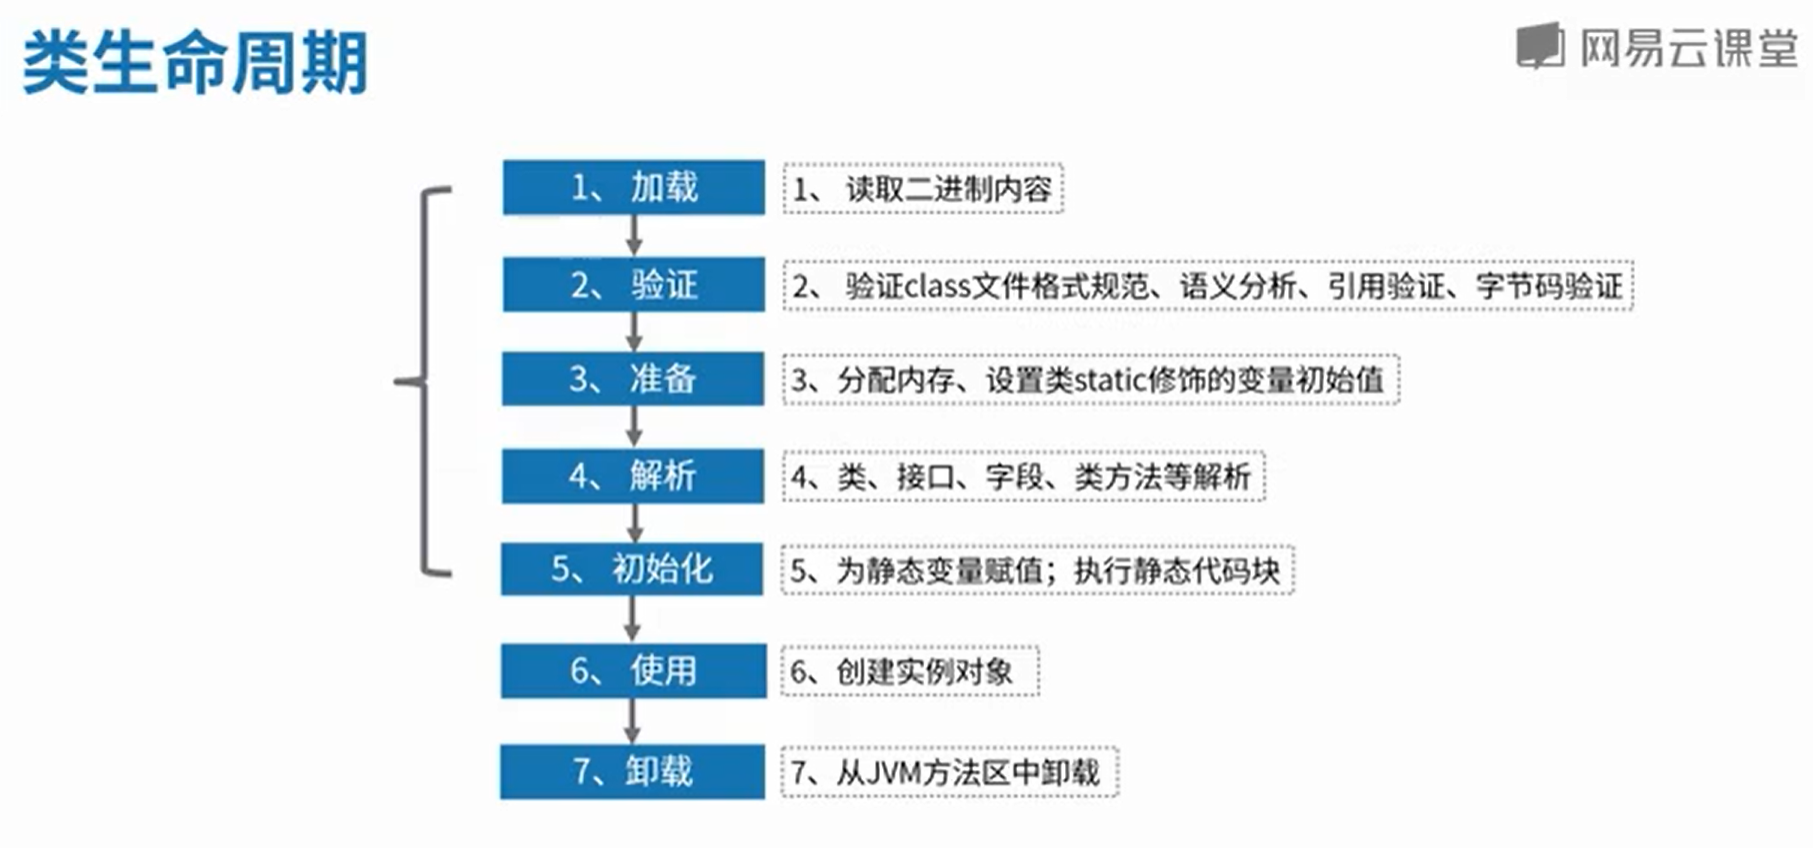 类生命周期
网易云课堂
1、 加载
1、 读取二进制内容
2、 验证
2、 验证class文件格式规范、语义分析、引用验证、字节码验证
3、 准备
3、分配内存、设置类static修饰的变量初始值
4、 解析
4、类、接口、字段、类方法等解析
5、 初始化
5、为静态变量赋值；执行静态代码块
6、 使用
6、创建实例对象
7、卸载
7、从JVM方法区中卸载